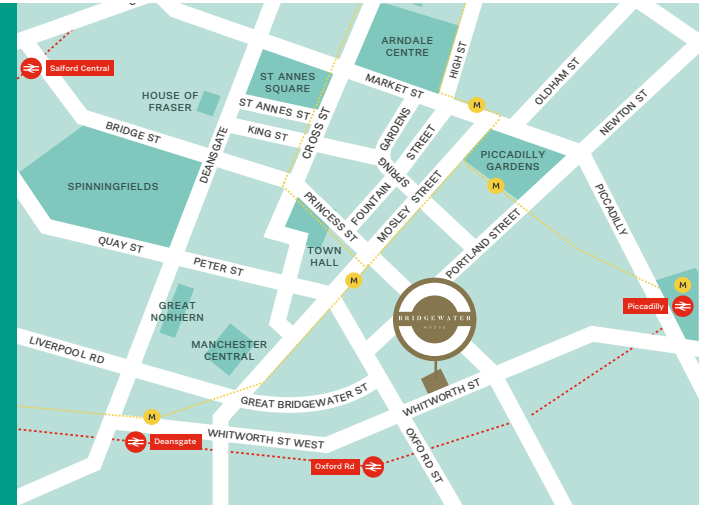 ARNDALE
CENTRE
HIGH ST
Salford Central
ST ANNES
SQUARE
MARKET ST
OLDHAM ST
HOUSE OF
FRASER
ST ANNES ST
M
NEWTON ST
BRIDGE ST
KING ST
CROSS ST
GARDENS
SPRING
STREET
FOUNTAIN
DEANSGATE
PICCADILLY
GARDENS
M
SPINNINGFIELDS
PRINCESS ST
MOSLEY STREET
PICCADILLY
PORTLAND STREET
QUAY ST
TOWN
HALL
PETER ST
M
M
Piccadilly
GREAT
NORHERN
BRIDGEWATER
LIVERPOOL RD
MANCHESTER
CENTRAL
GREAT BRIDGEWATER ST
WHITWORTH ST
M
Deansgate
WHITWORTH ST WEST
OXFORD ST
Oxford Rd